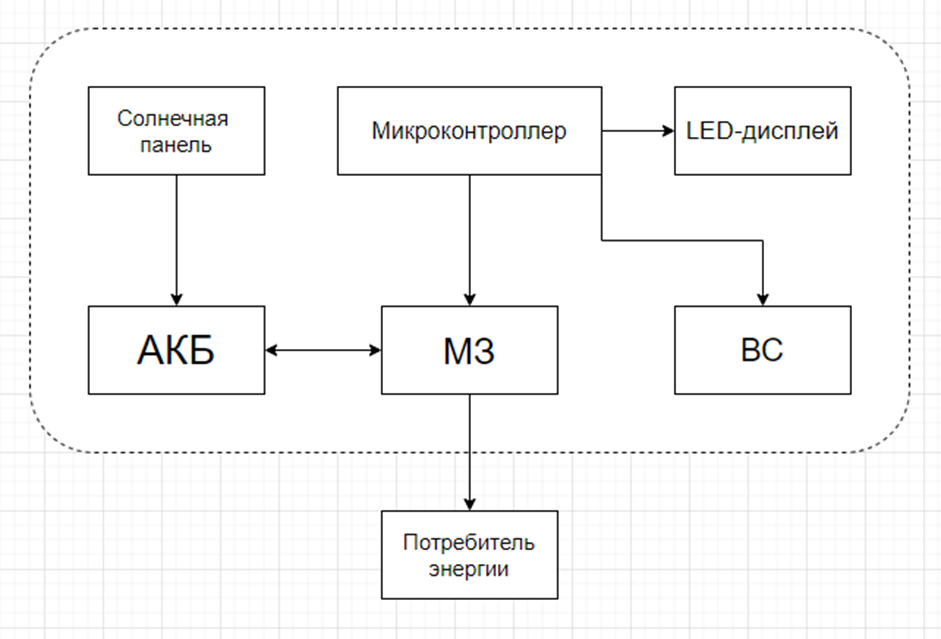 Солнечная
панель
Микроконтроллер
LED-дисплей
АКБ
МЗ
ВС
Потребитель
энергии